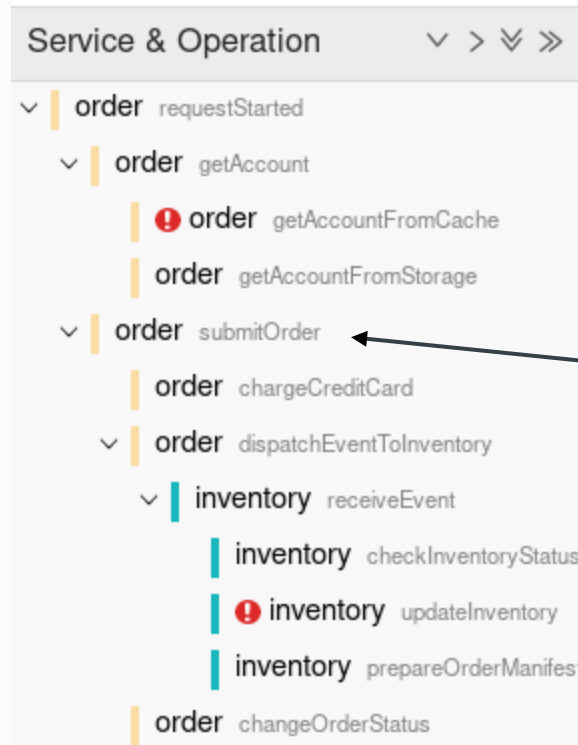 Service & Operation
order requestStarted
order getAccount
order getAccountFromCache
order getAccountFromStorage
order submitOrder
order chargeCreditCard
order dispatchEventToInventory
inventory receiveEvent
inventory checkInventoryStatus
inventory updateInventory
inventory prepareOrderManifes
order changeOrderStatus